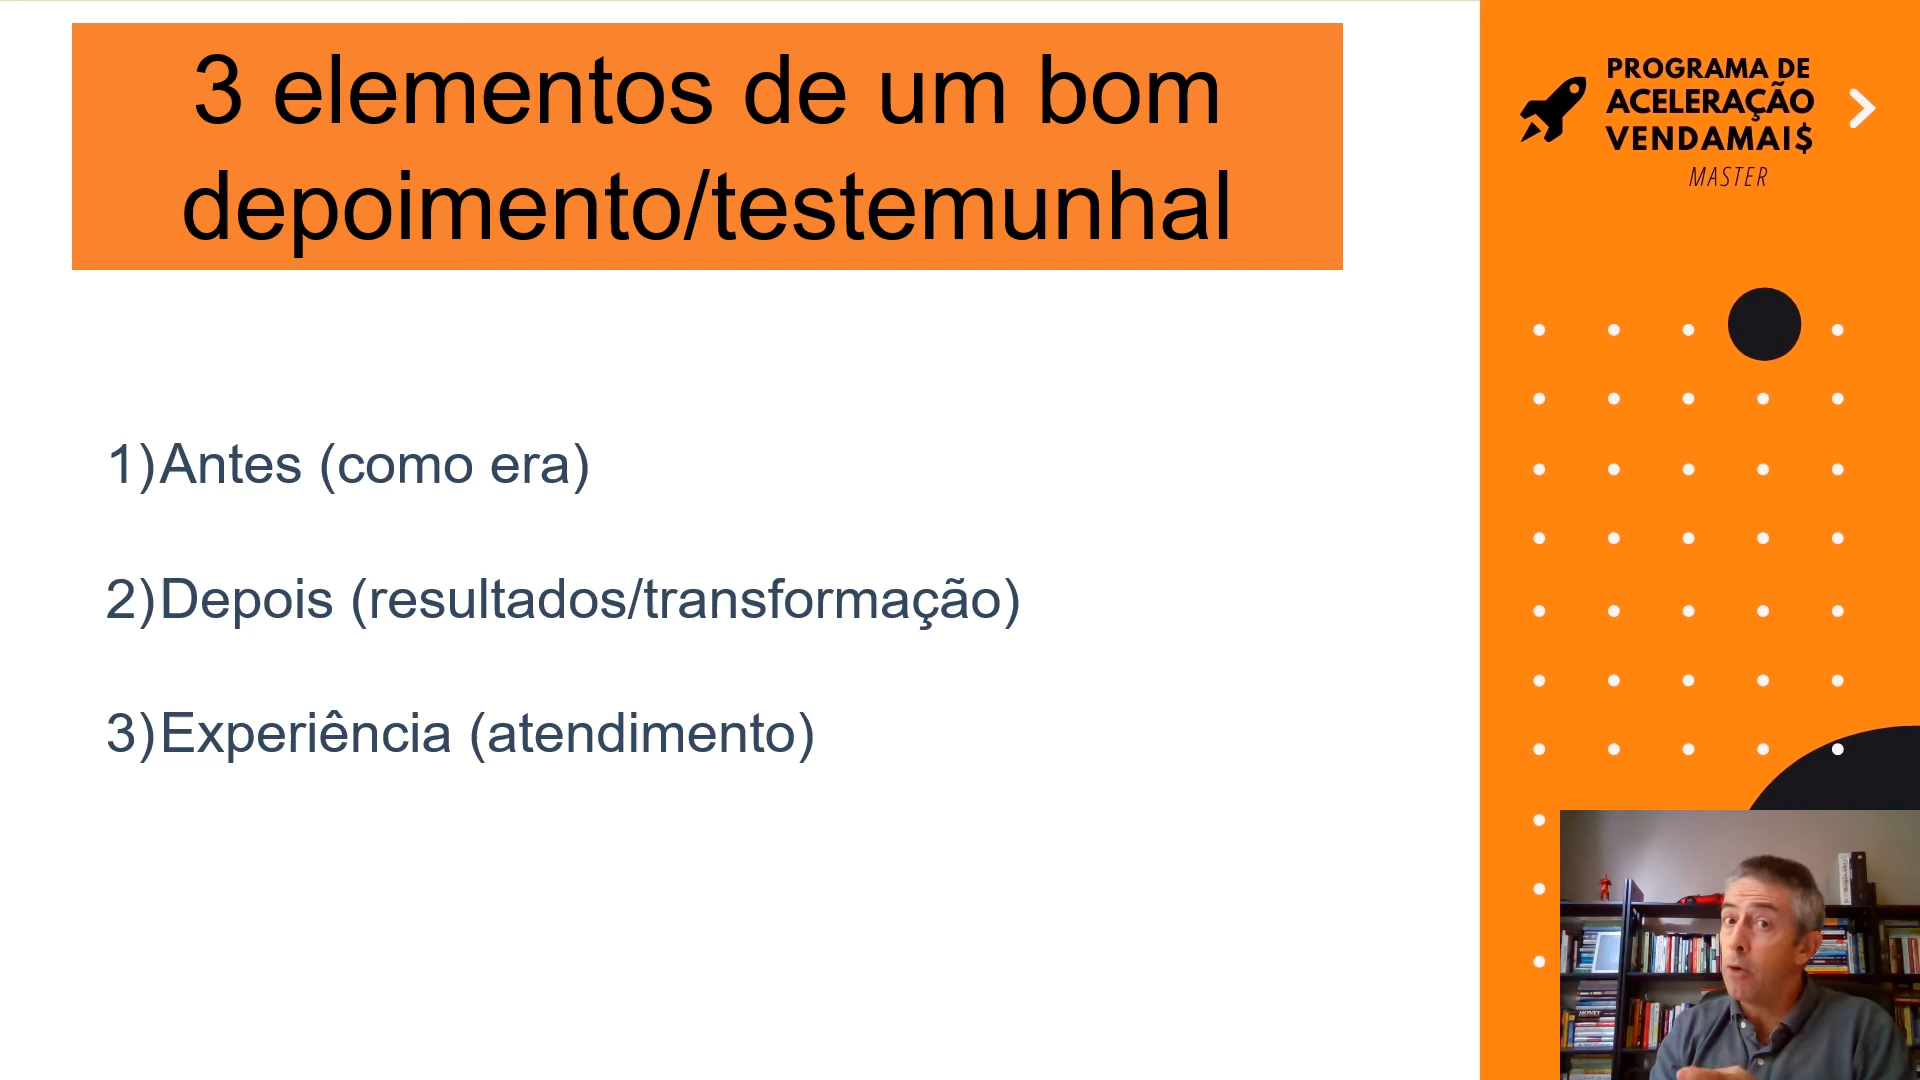 3 elementos de um bom
depoimento/testemunhal
1)Antes (como era)
2)Depois (resultados/transformação)
3)Experiência (atendimento)
PROGRAMA DE
ACELERAÇÃO
VENDAMAI$
MASTER
MONEY